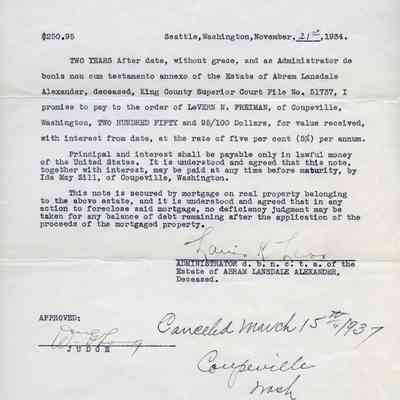 $250.95 Seattle,Washington,November. 21st, 1934.
TWO YEARS After date, without grace, and as Administrator de
bonis non cum testamento annexo of the Estate of Abram Lansdale
Alexander, deceased, King County Superior Court File No. 51737, I
promise to pay to the order of LeVERN N. FREIMAN, of Coupeville,
Washington, TWO HUNDRED FIFTY and 95/100 Dollars, for value received,
with interest from date, at the rate of five per cent (5%) per annum.
Principal and interest shall be payable only in lawful money
of the United States. It is understood and agreed that this note,
together with interest, may be paid at any time before maturity, by
Ida May Sill, of Coupeville, Washington.
This note is secured by mortgage on real property belonging
to the above estate, and it is understood and agreed that in any
action to foreclose said mortgage, no deficiency judgment may be
taken for any balance of debt remaining after the application of the
proceeds of the mortgaged property.
ADMINISTRATOR d. b. n. c. t. a. of the
Estate of ABRAM LANSDALE ALEXANDER,
Deceased.
APPROVED:
JUDGE
Canceled March 15th 1937
Coupeville
Wash